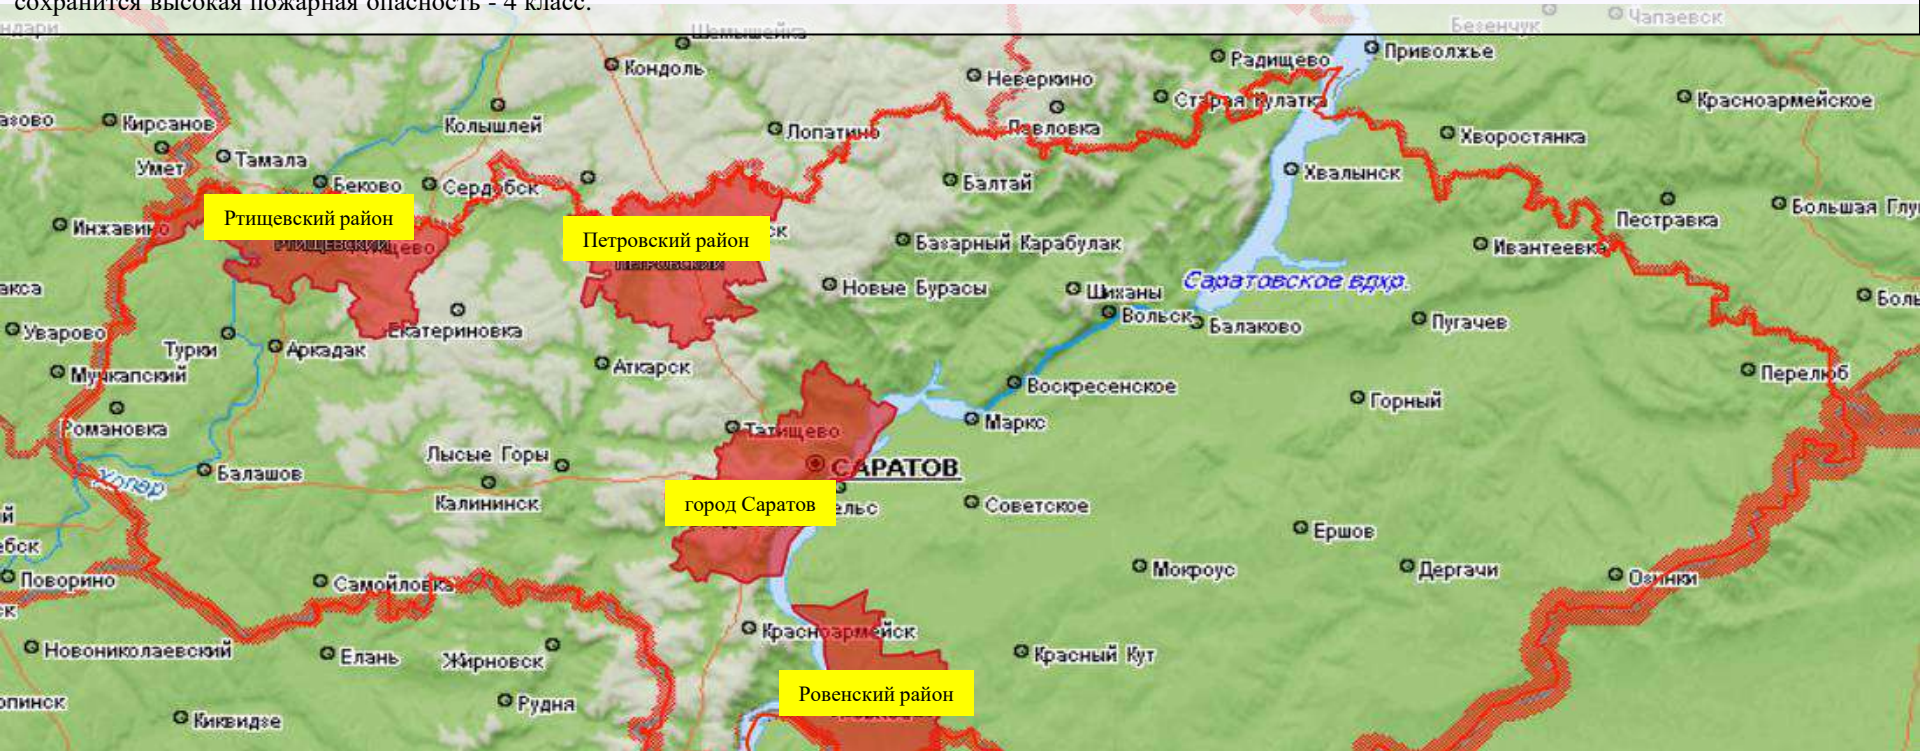 сохранится высокая пожарная опасность - 4 класс.
Шемышейка
Безенчук
Чапаевск
Кондоль
Неверкино
Радищево
Приволжье
Кирсанов
Колышлей
Лопатино
Павловка
Старая Кулатка
Красноармейское
Хворостянка
Умет
Тамала
Беково
Сердобск
Балтай
Хвалынск
Пестравка
Инжавино
Ртищевский район
РТИЩЕВСКИЙ
Петровский район
ПЕТРОВСКИЙ
Базарный Карабулак
Ивантеевка
Новые Бурасы
Шиханы
Саратовское вдхр.
Уварово
Турки
Аркадак
Екатериновка
Вольск
Балаково
Пугачев
Мучкапский
Аткарск
Воскресенское
Перелюб
Романовка
Татищево
Маркс
Горный
Хопёр
Балашов
Лысые Горы
САРАТОВ
Калининск
город Саратов
Советское
Ершов
Поворино
Самойловка
Мокроус
Дергачи
Озинки
Новониколаевский
Елань
Жирновск
Красноармейск
Красный Кут
Ровенский район
Киквидзе
Рудня